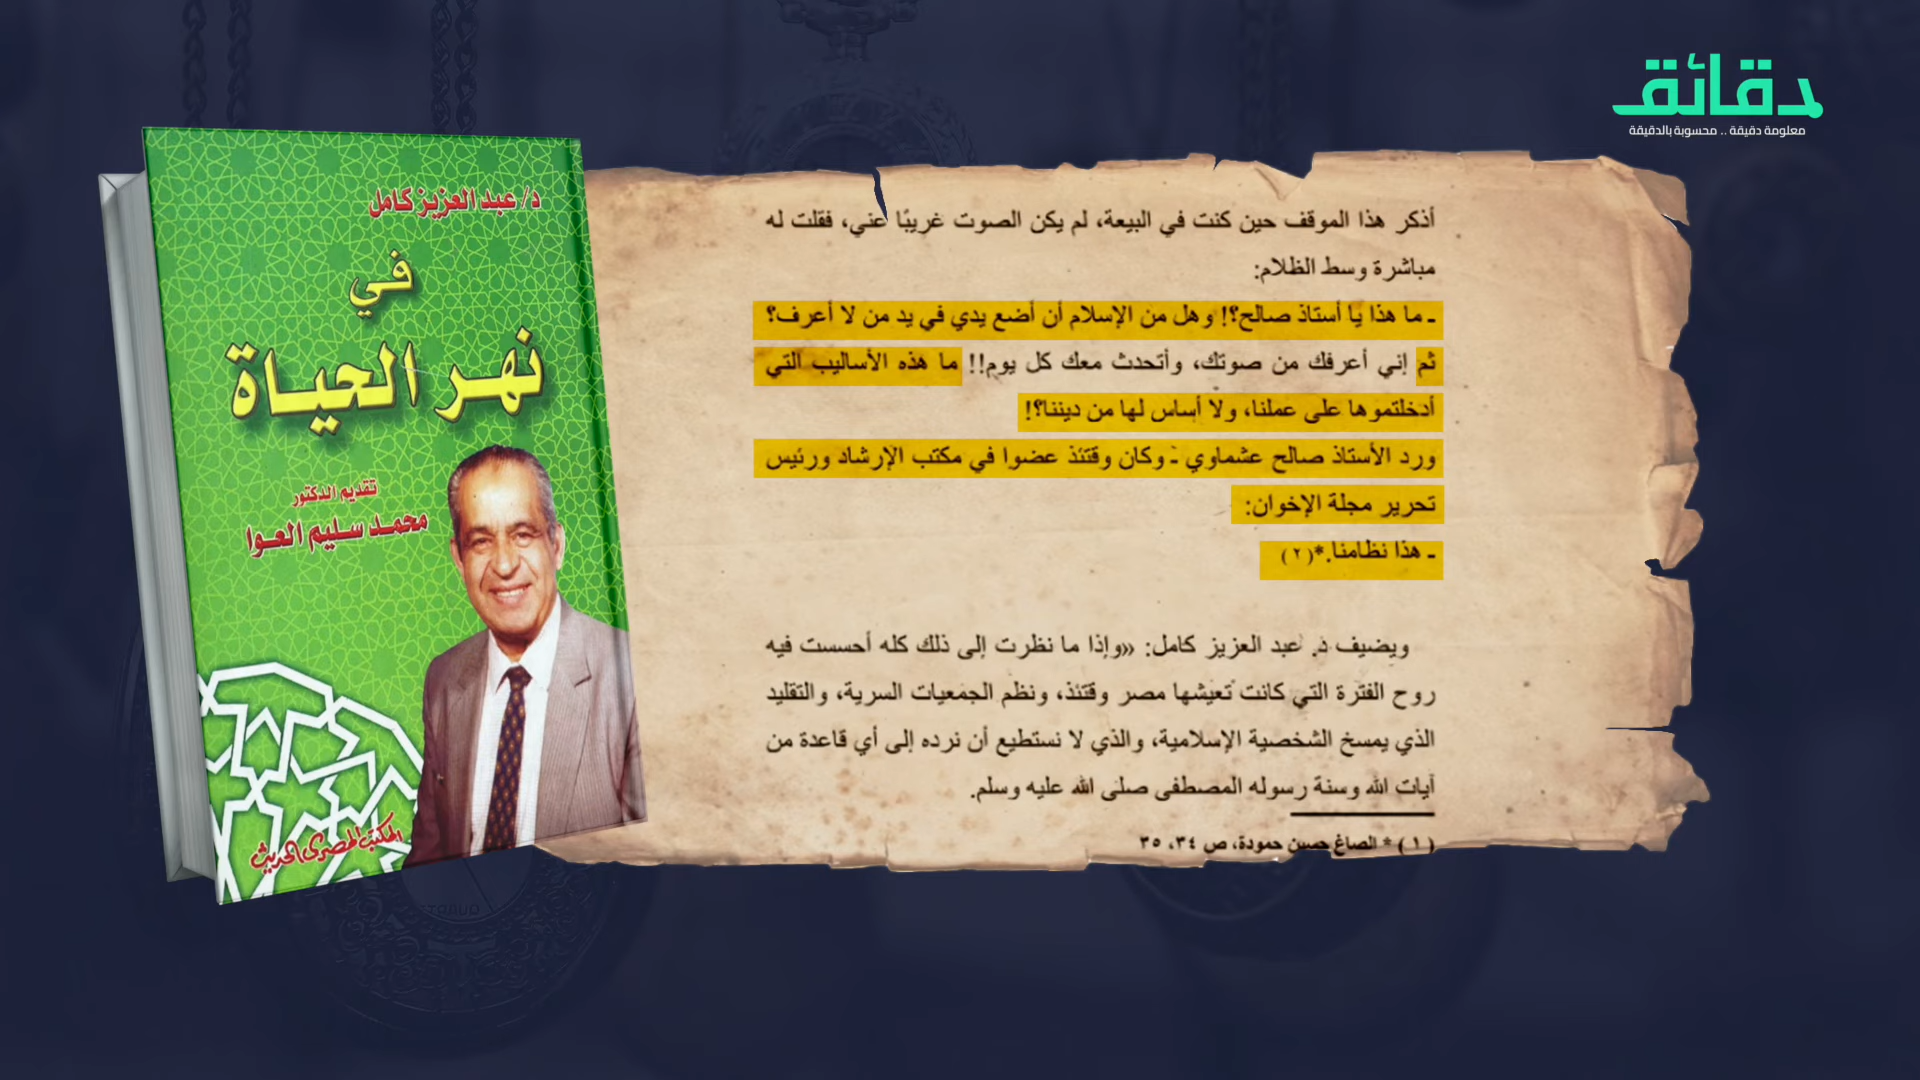 دقائق
معلومة دقيقة .. محسوبة بالدقيقة
د/ عبد العزيز كامل
في
نهر الحياة
تقديم الدكتور
محمد سليم العوا
المكتب المصري الحديث
أذكر هذا الموقف حين كنت في البيعة، لم يكن الصوت غريبًا عني، فقلت له
مباشرة وسط الظلام:
ـ ما هذا يا أستاذ صالح؟! وهل من الإسلام أن أضع يدي في يد من لا أعرف؟
ثم إني أعرفك من صوتك، وأتحدث معك كل يوم!! ما هذه الأساليب التي
أدخلتموها على عملنا، ولا أساس لها من ديننا؟!
ورد الأستاذ صالح عشماوي ـ وكان وقتئذ عضوا في مكتب الإرشاد ورئيس
تحرير مجلة الإخوان:
ـ هذا نظامنا.*(٢)
ويضيف د. عبد العزيز كامل: «وإذا ما نظرت إلى ذلك كله أحسست فيه
روح الفترة التي كانت تعيشها مصر وقتئذ، ونظم الجمعيات السرية، والتقليد
الذي يمسخ الشخصية الإسلامية، والذي لا نستطيع أن نرده إلى أي قاعدة من
آيات الله وسنة رسوله المصطفى صلى الله عليه وسلم.
(١) * الصاغ حسين حمودة، ص ٣٤، ٣٥